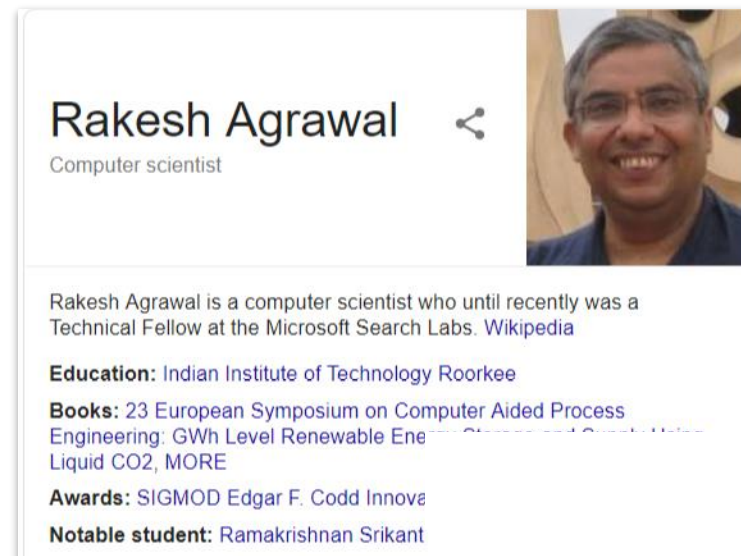 Rakesh Agrawal
Computer scientist
Rakesh Agrawal is a computer scientist who until recently was a
Technical Fellow at the Microsoft Search Labs. Wikipedia
Education: Indian Institute of Technology Roorkee
Books: 23 European Symposium on Computer Aided Process
Engineering: GWh Level Renewable
Liquid CO2, MORE
Awards: SIGMOD Edgar F. Codd
Notable student: Ramakrishnan Srikant